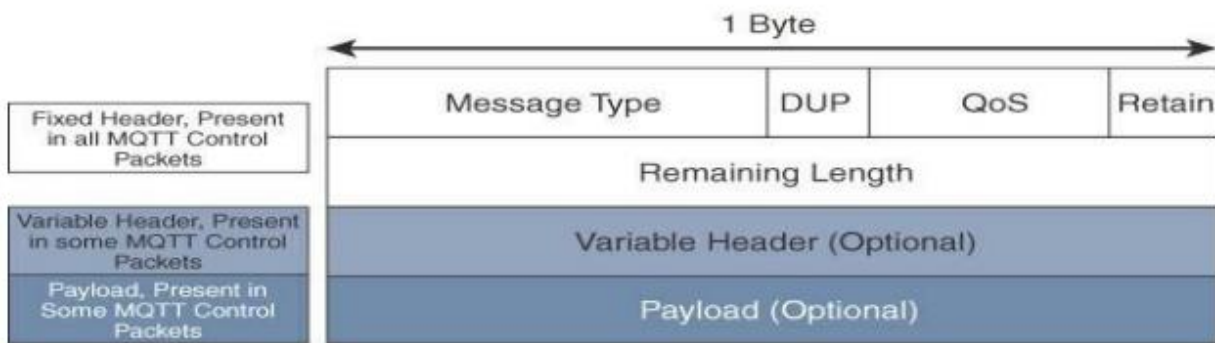 1 Byte
Message Type DUP QoS Retain
Fixed Header, Present
in all MQTT Control
Packets
Remaining Length
Variable Header, Present
in some MQTT Control
Packets
Variable Header (Optional)
Payload, Present in
Some MQTT Control
Packets
Payload (Optional)